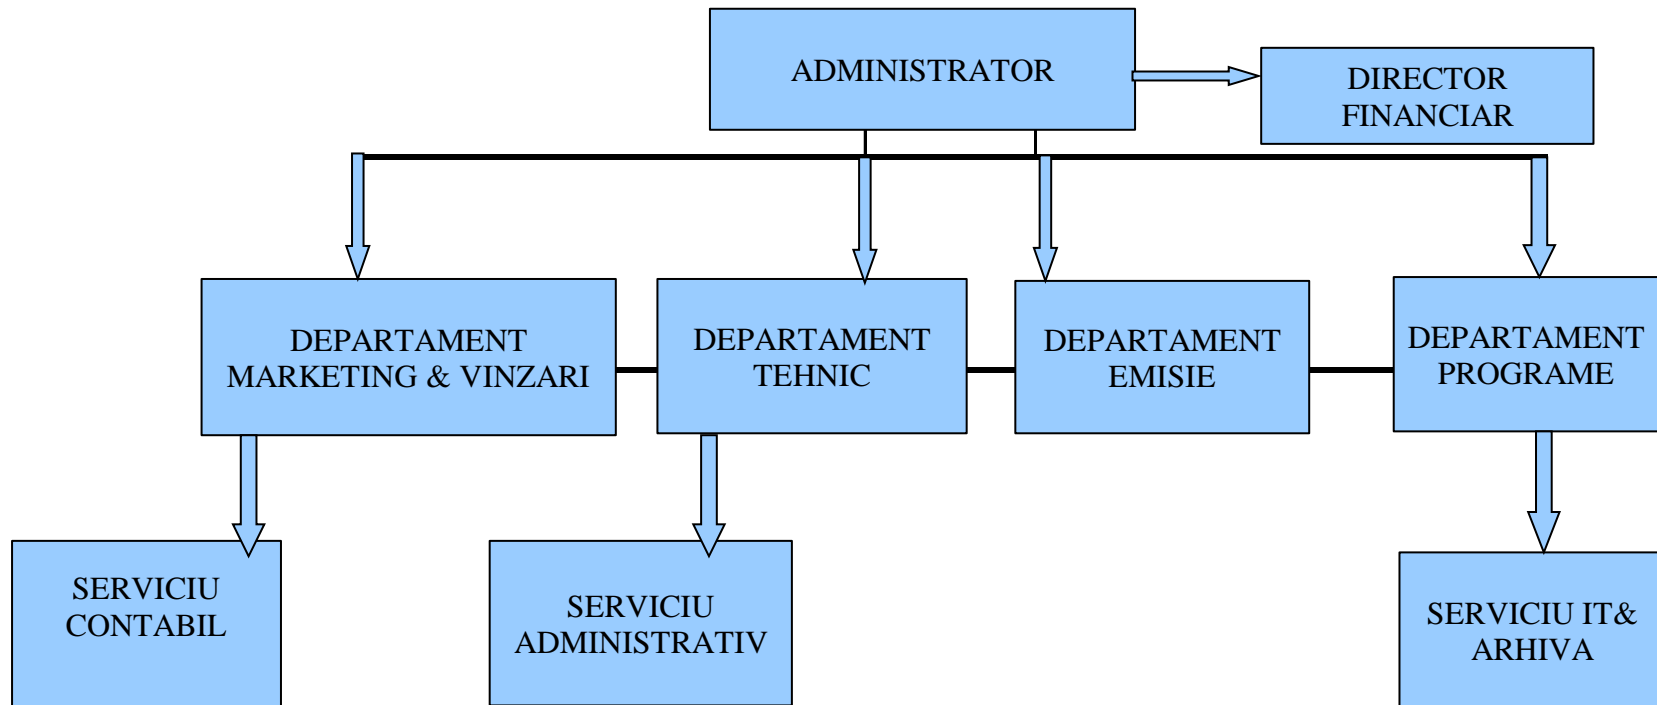 ADMINISTRATOR
DIRECTOR
FINANCIAR
DEPARTAMENT
MARKETING & VINZARI
DEPARTAMENT
TEHNIC
DEPARTAMENT
EMISIE
DEPARTAMENT
PROGRAME
SERVICIU
CONTABIL
SERVICIU
ADMINISTRATIV
SERVICIU IT&
ARHIVA